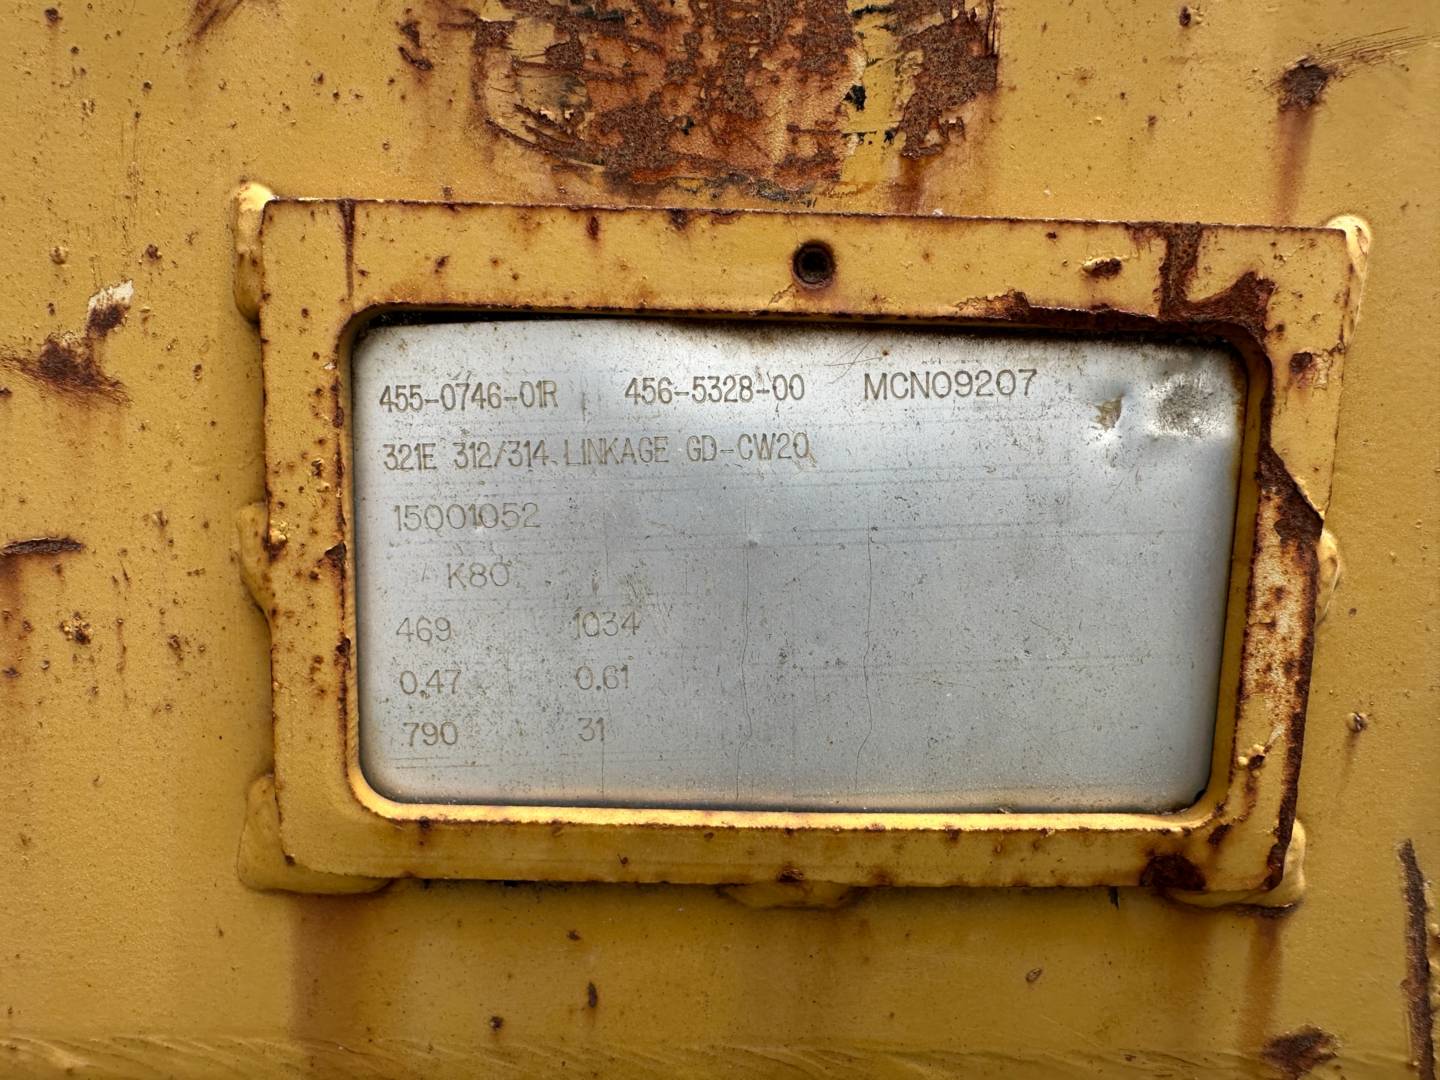 455-0746-01R 456-5328-00 MCN09207
321E 312/314 LINKAGE GD-CW20
15001052
K80
469 1034
0.47 0.61
790 31